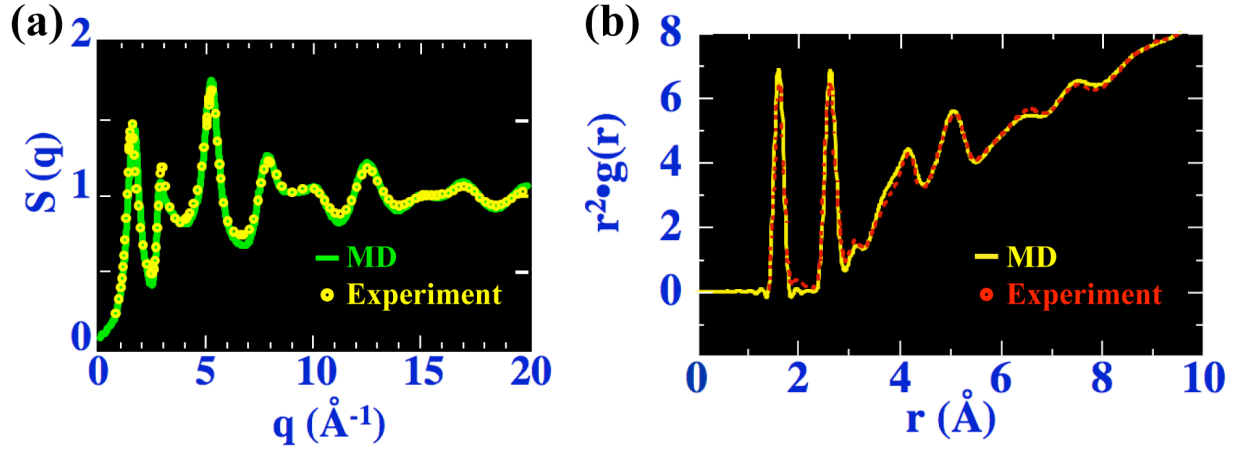 (a)
2
1
0
S (q)
MD
Experiment
0 5 10 15 20
q (Å-1)
(b)
8
6
4
2
0
r2•g(r)
MD
Experiment
0 2 4 6 8 10
r (Å)